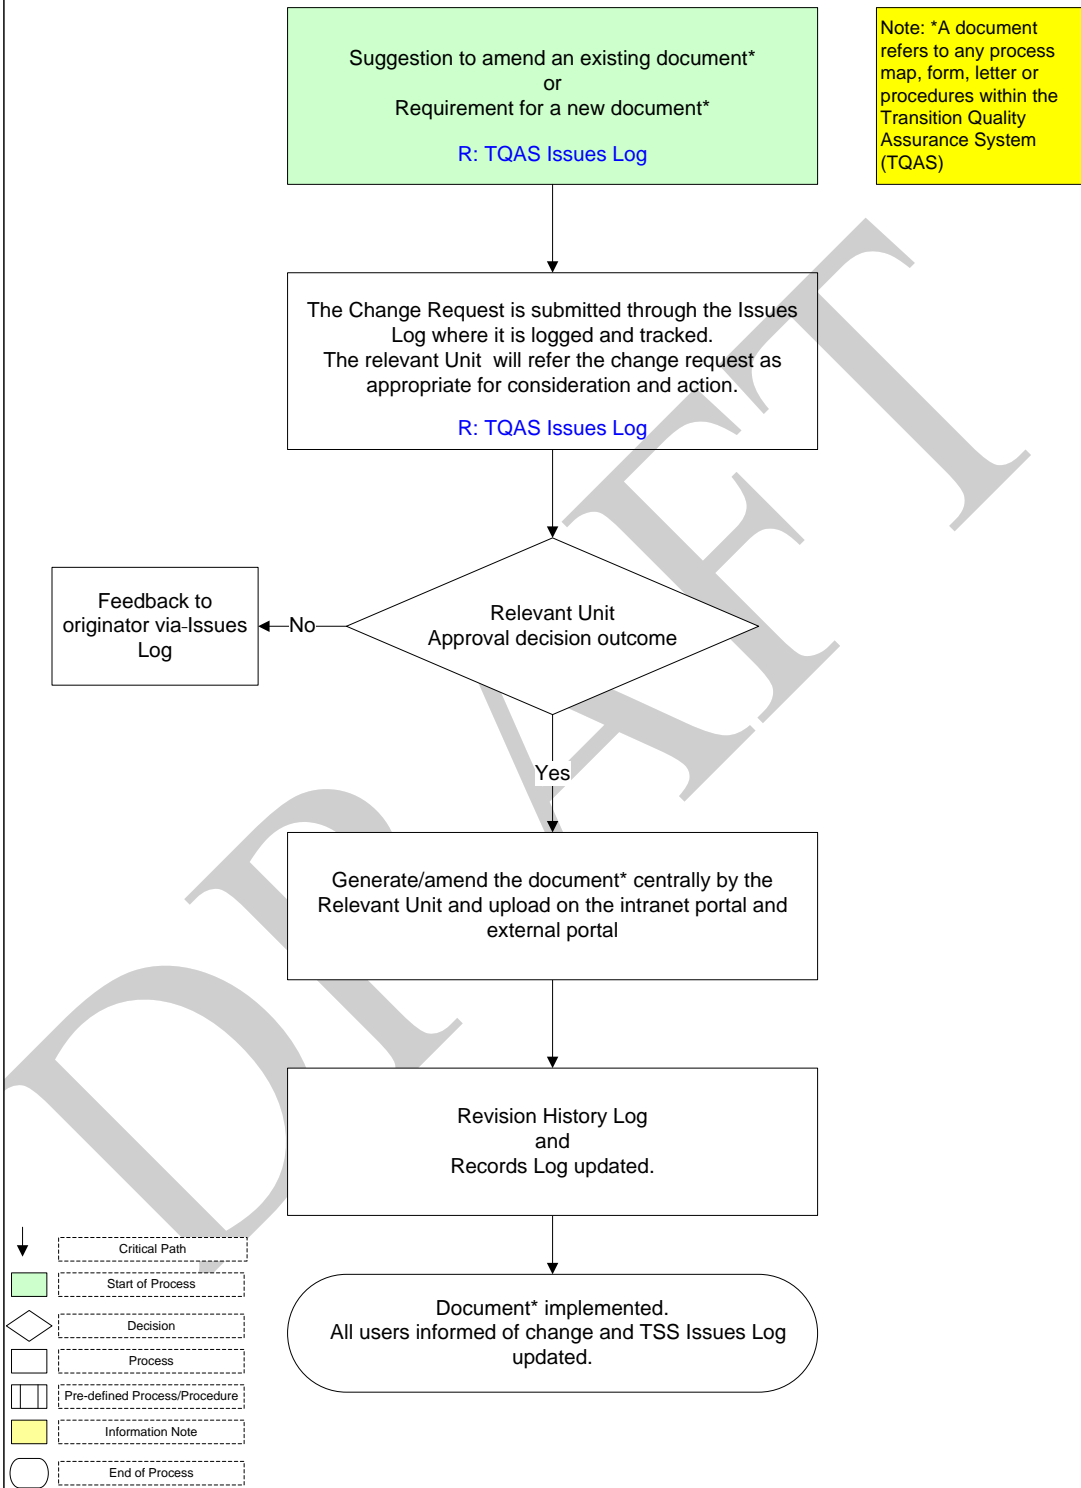 Suggestion to amend an existing document*
or
Requirement for a new document*
R: TQAS Issues Log
Note: *A document
refers to any process
map, form, letter or
procedures within the
Transition Quality
Assurance System
(TQAS)
The Change Request is submitted through the Issues
Log where it is logged and tracked.
The relevant Unit will refer the change request as
appropriate for consideration and action.
R: TQAS Issues Log
Relevant Unit
Approval decision outcome
No
Feedback to
originator via-Issues
Log
Yes
Generate/amend the document* centrally by the
Relevant Unit and upload on the intranet portal and
external portal
Revision History Log
and
Records Log updated.
Document* implemented.
All users informed of change and TSS Issues Log
updated.
Critical Path
Start of Process
Decision
Process
Pre-defined Process/Procedure
Information Note
End of Process
DRAFT